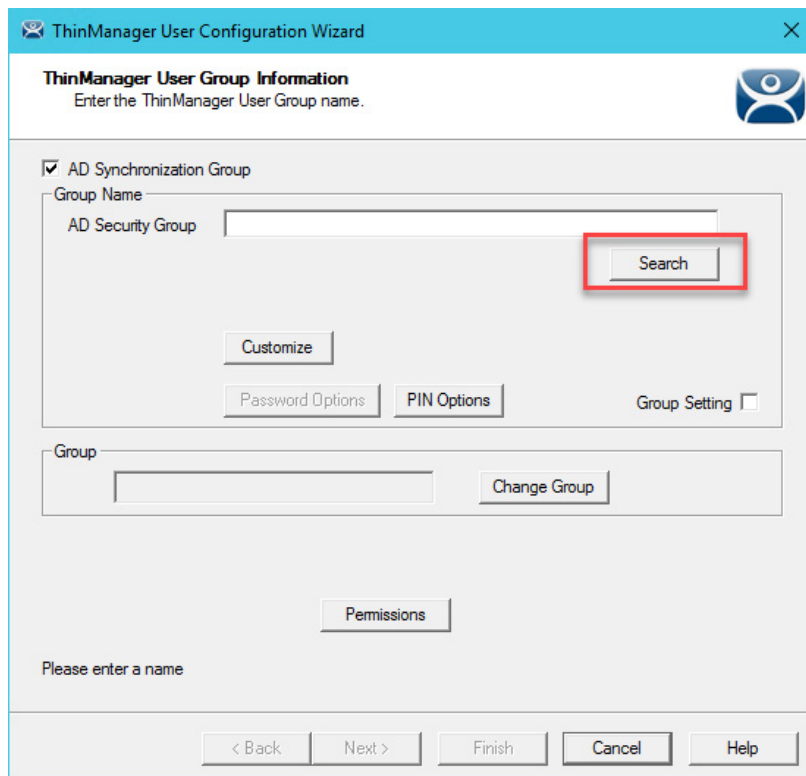 ThinManager User Configuration Wizard
ThinManager User Group Information
Enter the ThinManager User Group name.
AD Synchronization Group
Group Name
AD Security Group
Search
Customize
Password Options PIN Options Group Setting
Group
Change Group
Permissions
Please enter a name
< Back Next > Finish Cancel Help